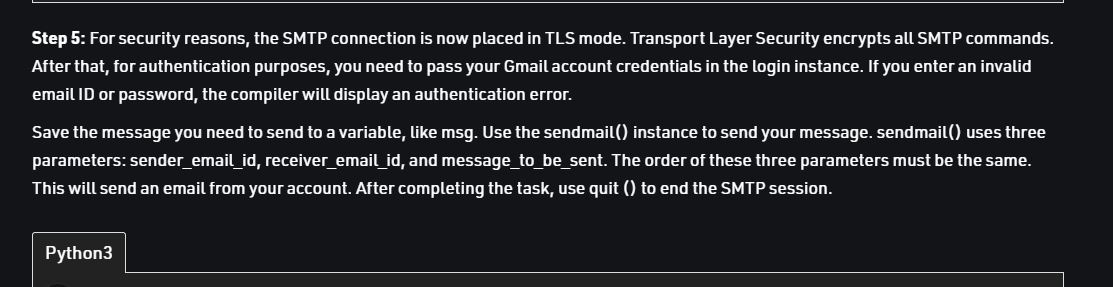 Step 5: For security reasons, the SMTP connection is now placed in TLS mode. Transport Layer Security encrypts all SMTP commands.
After that, for authentication purposes, you need to pass your Gmail account credentials in the login instance. If you enter an invalid
email ID or password, the compiler will display an authentication error.
Save the message you need to send to a variable, like msg. Use the sendmail() instance to send your message. sendmail() uses three
parameters: sender_email_id, receiver_email_id, and message_to_be_sent. The order of these three parameters must be the same.
This will send an email from your account. After completing the task, use quit () to end the SMTP session.
Python3